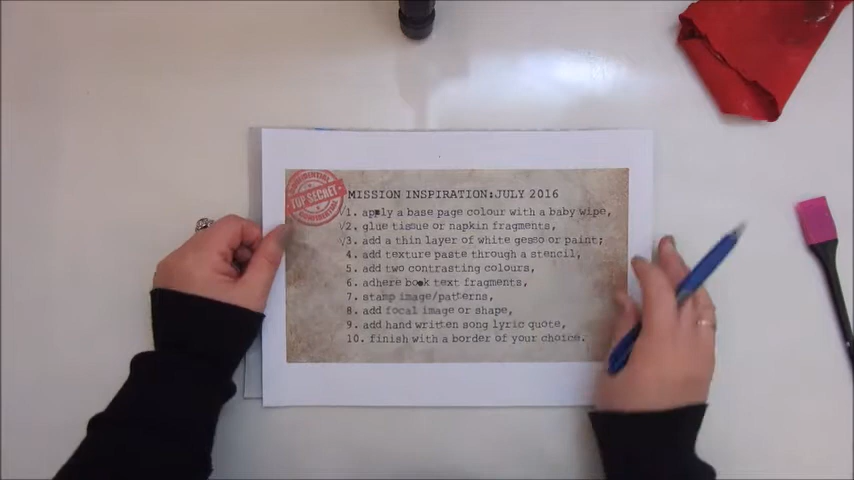 CONFIDENTIAL
TOP SECRET
CONFIDENTIAL
MISSION INSPIRATION:JULY 2016
√1. apply a base page colour with a baby wipe,
√2. glue tissue or napkin fragments,
√3. add a thin layer of white gesso or paint;
4. add texture paste through a stencil,
5. add two contrasting colours,
6. adhere book text fragments,
7. stamp image/patterns,
8. add focal image or shape,
9. add hand written song lyric quote,
10. finish with a border of your choice.